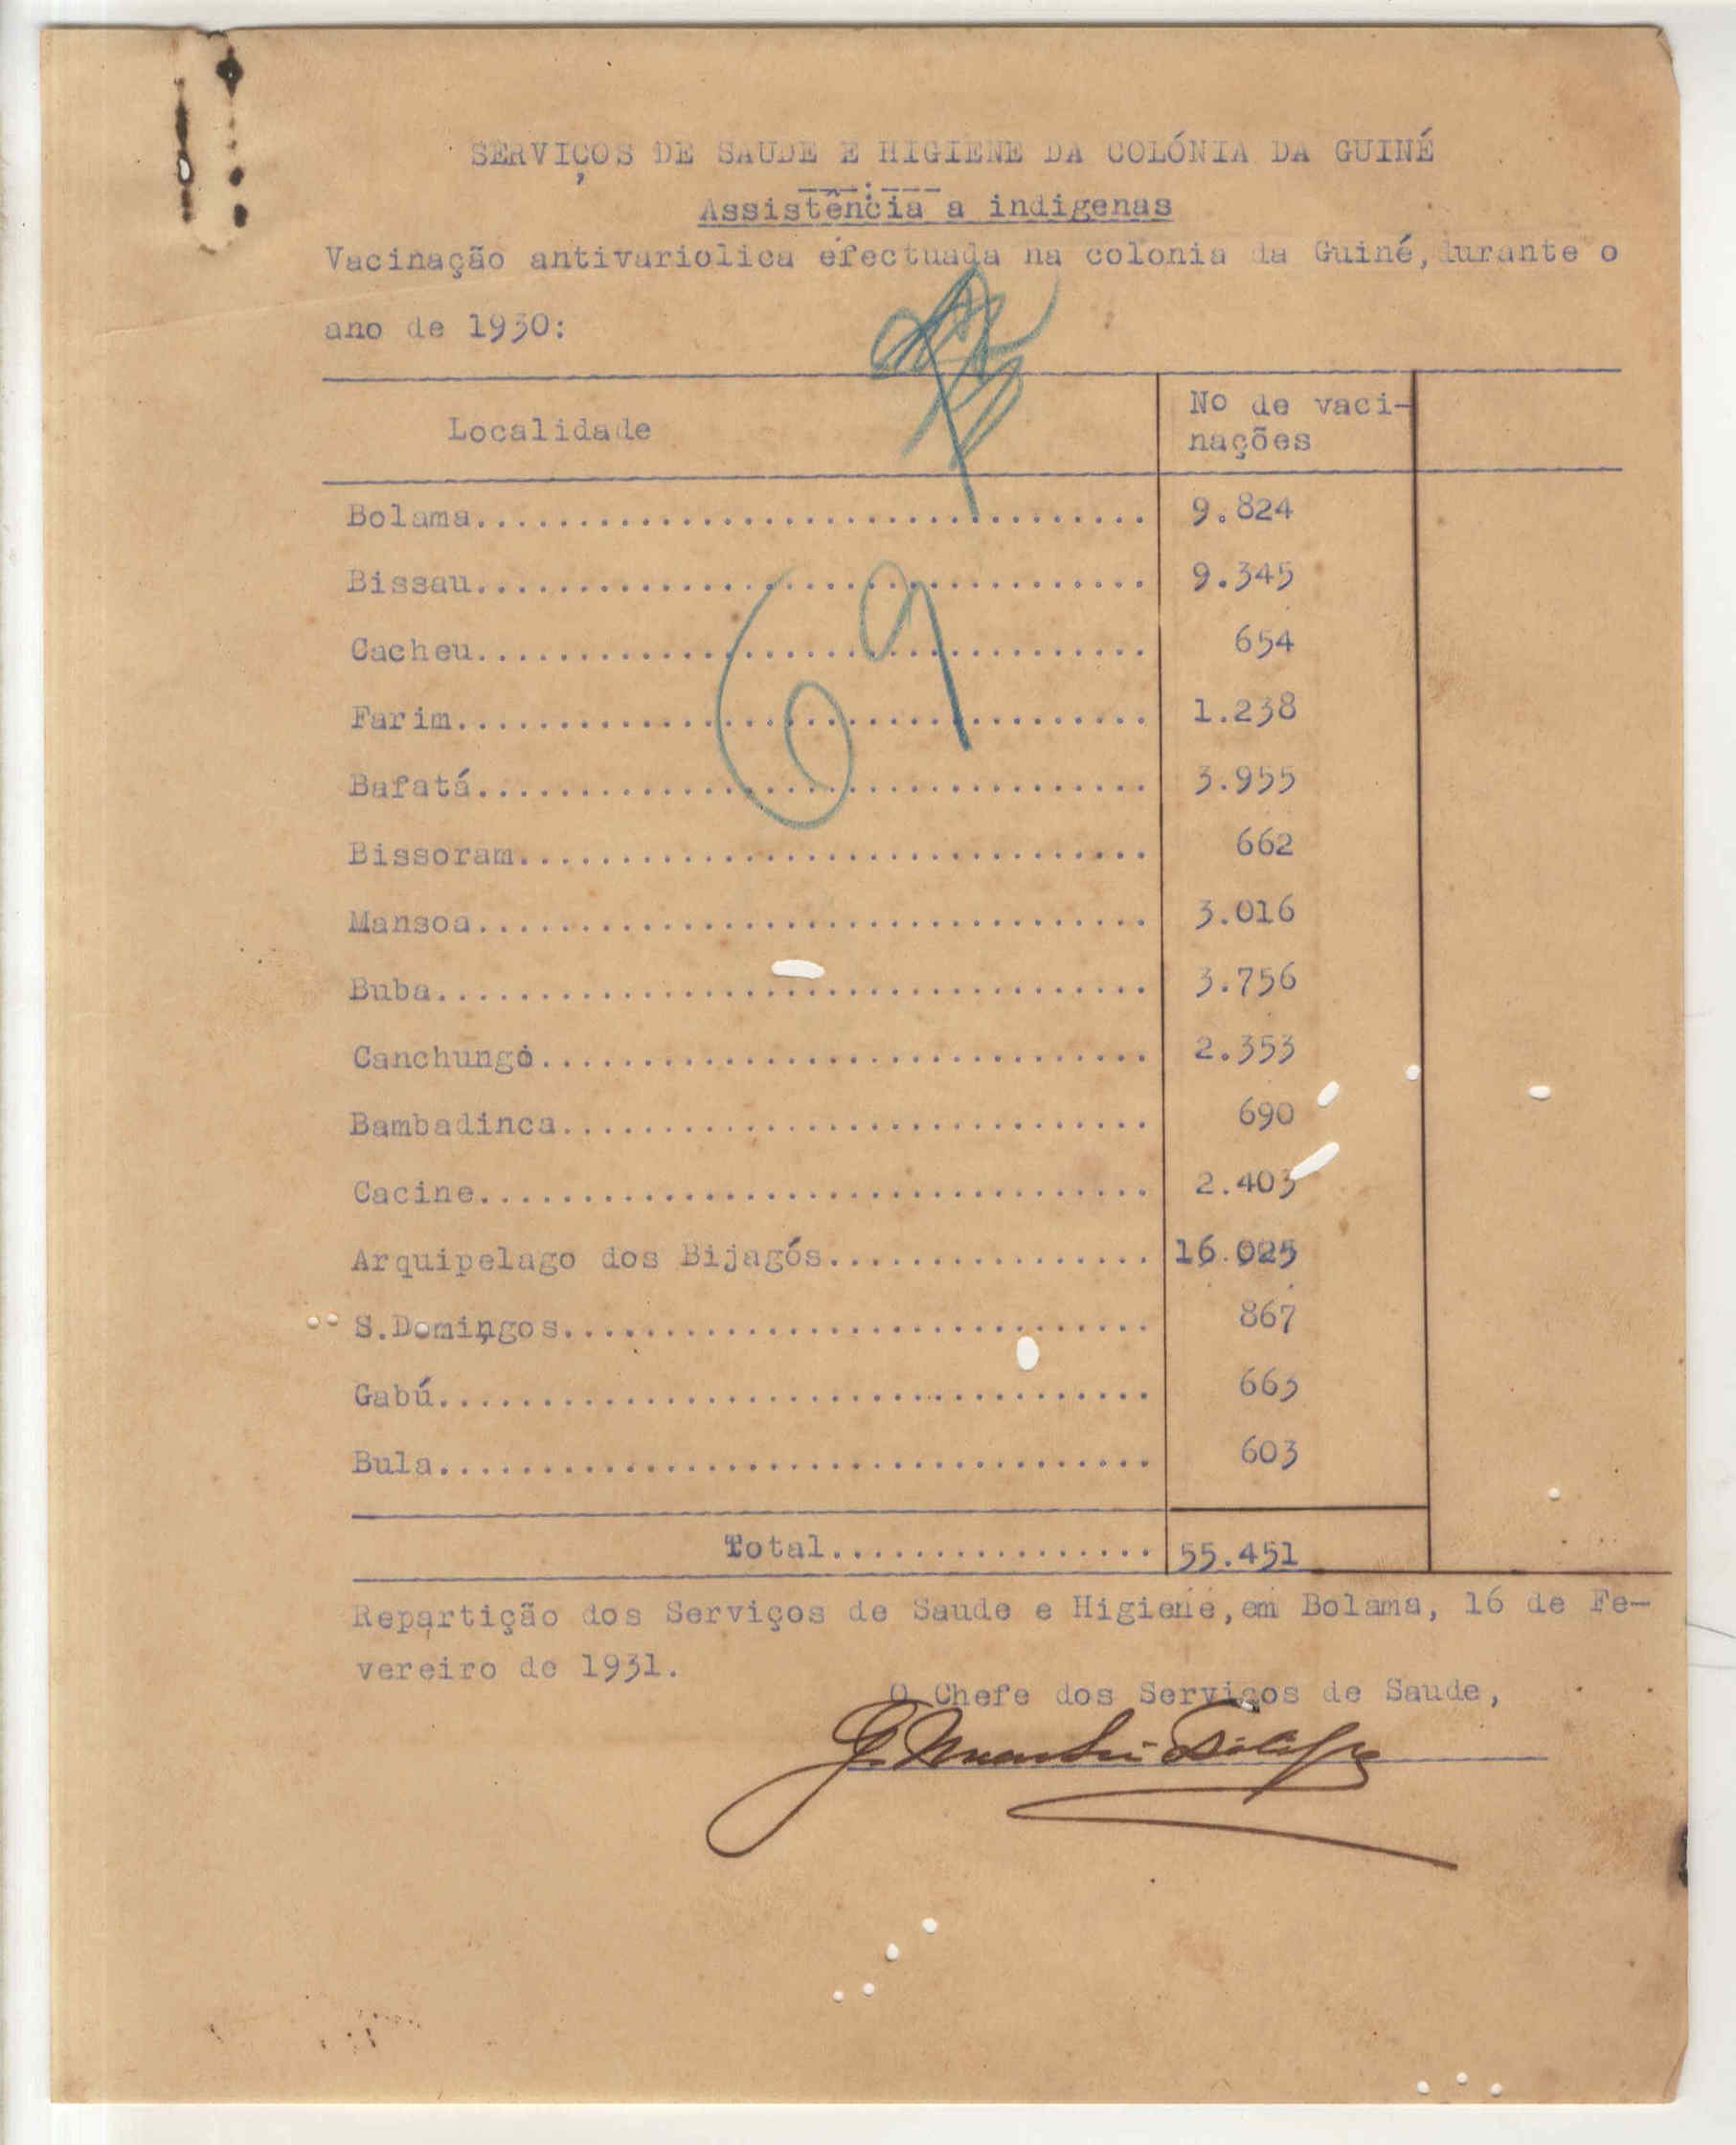 SERVIÇOS DE SAUDE E HIGIENE DA COLÓNIA DA GUINÉ
Assistência a indigenas
Vacinação antivariolica efectuada na colonia da Guiné, durante o
ano de 1930:
Localidade
No de vaci-
nações
Bolama.................................. 9.824
Bissau.................................. 9.345
Cacheu.................................. 654
Farim................................... 1.238
Bafatá.................................. 3.955
Bissoram................................ 662
Mansoa.................................. 3.016
Buba.................................... 3.756
Canchungo............................... 2.353
Bambadinca.............................. 690
Cacine.................................. 2.403
Arquipelago dos Bijagós................ 16.025
S.Domingos.............................. 867
Gabú.................................... 663
Bula.................................... 603
69
Total................. 55.451
Repartição dos Serviços de Saude e Higiene, em Bolama, 16 de Fe-
vereiro de 1931.
O Chefe dos Serviços de Saude,